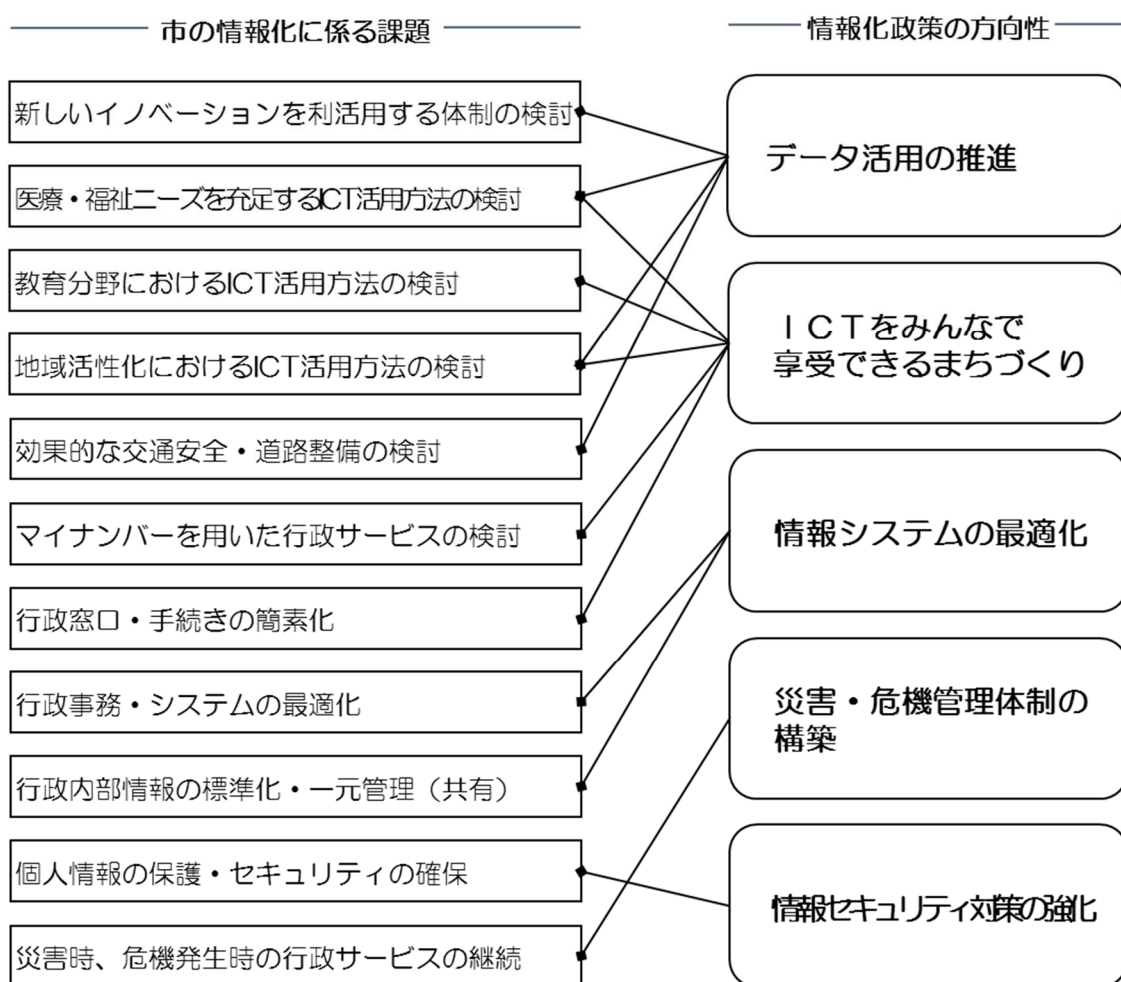 市の情報化に係る課題
新しいイノベーションを利活用する体制の検討
医療・福祉ニーズを充足するICT活用方法の検討
教育分野におけるICT活用方法の検討
地域活性化におけるICT活用方法の検討
効果的な交通安全・道路整備の検討
マイナンバーを用いた行政サービスの検討
行政窓口・手続きの簡素化
行政事務・システムの最適化
行政内部情報の標準化・一元管理（共有）
個人情報の保護・セキュリティの確保
災害時、危機発生時の行政サービスの継続
情報化政策の方向性
データ活用の推進
ＩＣＴをみんなで
享受できるまちづくり
情報システムの最適化
災害・危機管理体制の
構築
情報セキュリティ対策の強化